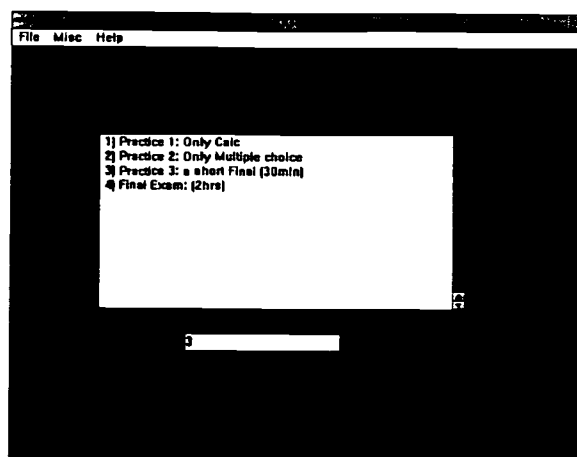 File Misc Help
1) Practice 1: Only Calc
2) Practice 2: Only Multiple choice
3) Practice 3: a short Final (30min)
4) Final Exam: (2hrs)
3